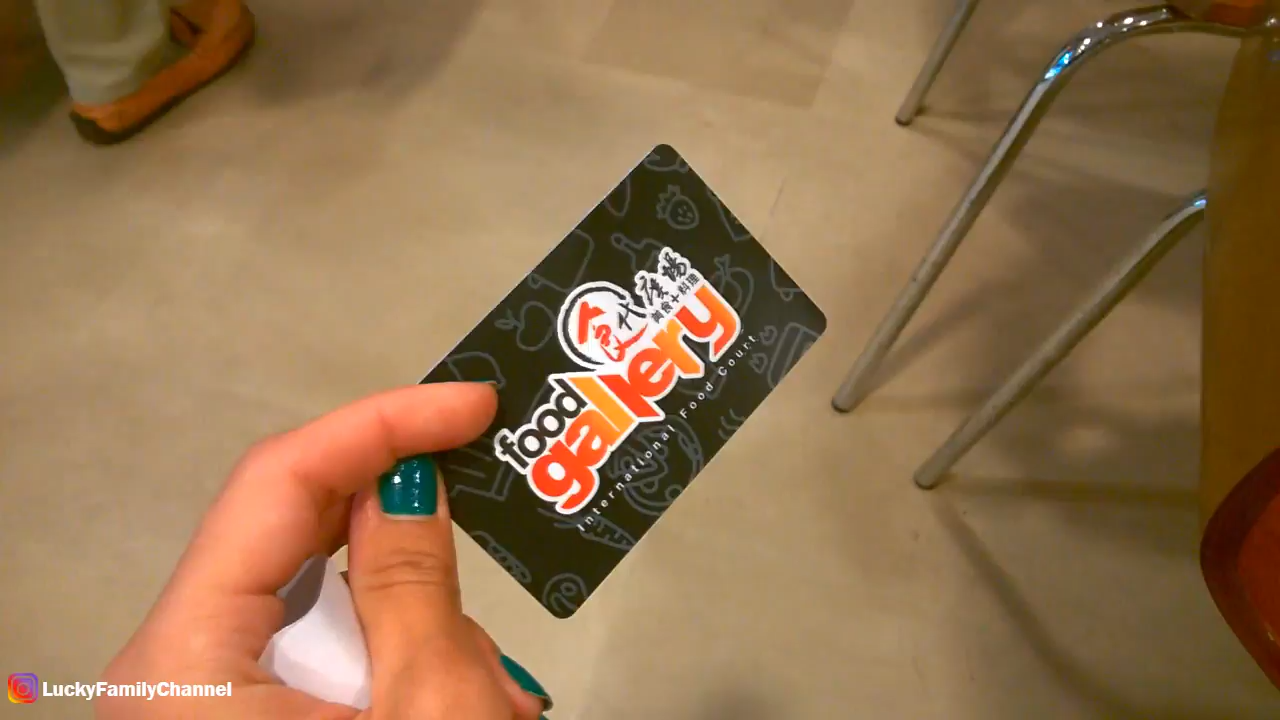 食代廣場
美食+料理
food
gallery
International Food Court
LuckyFamilyChannel